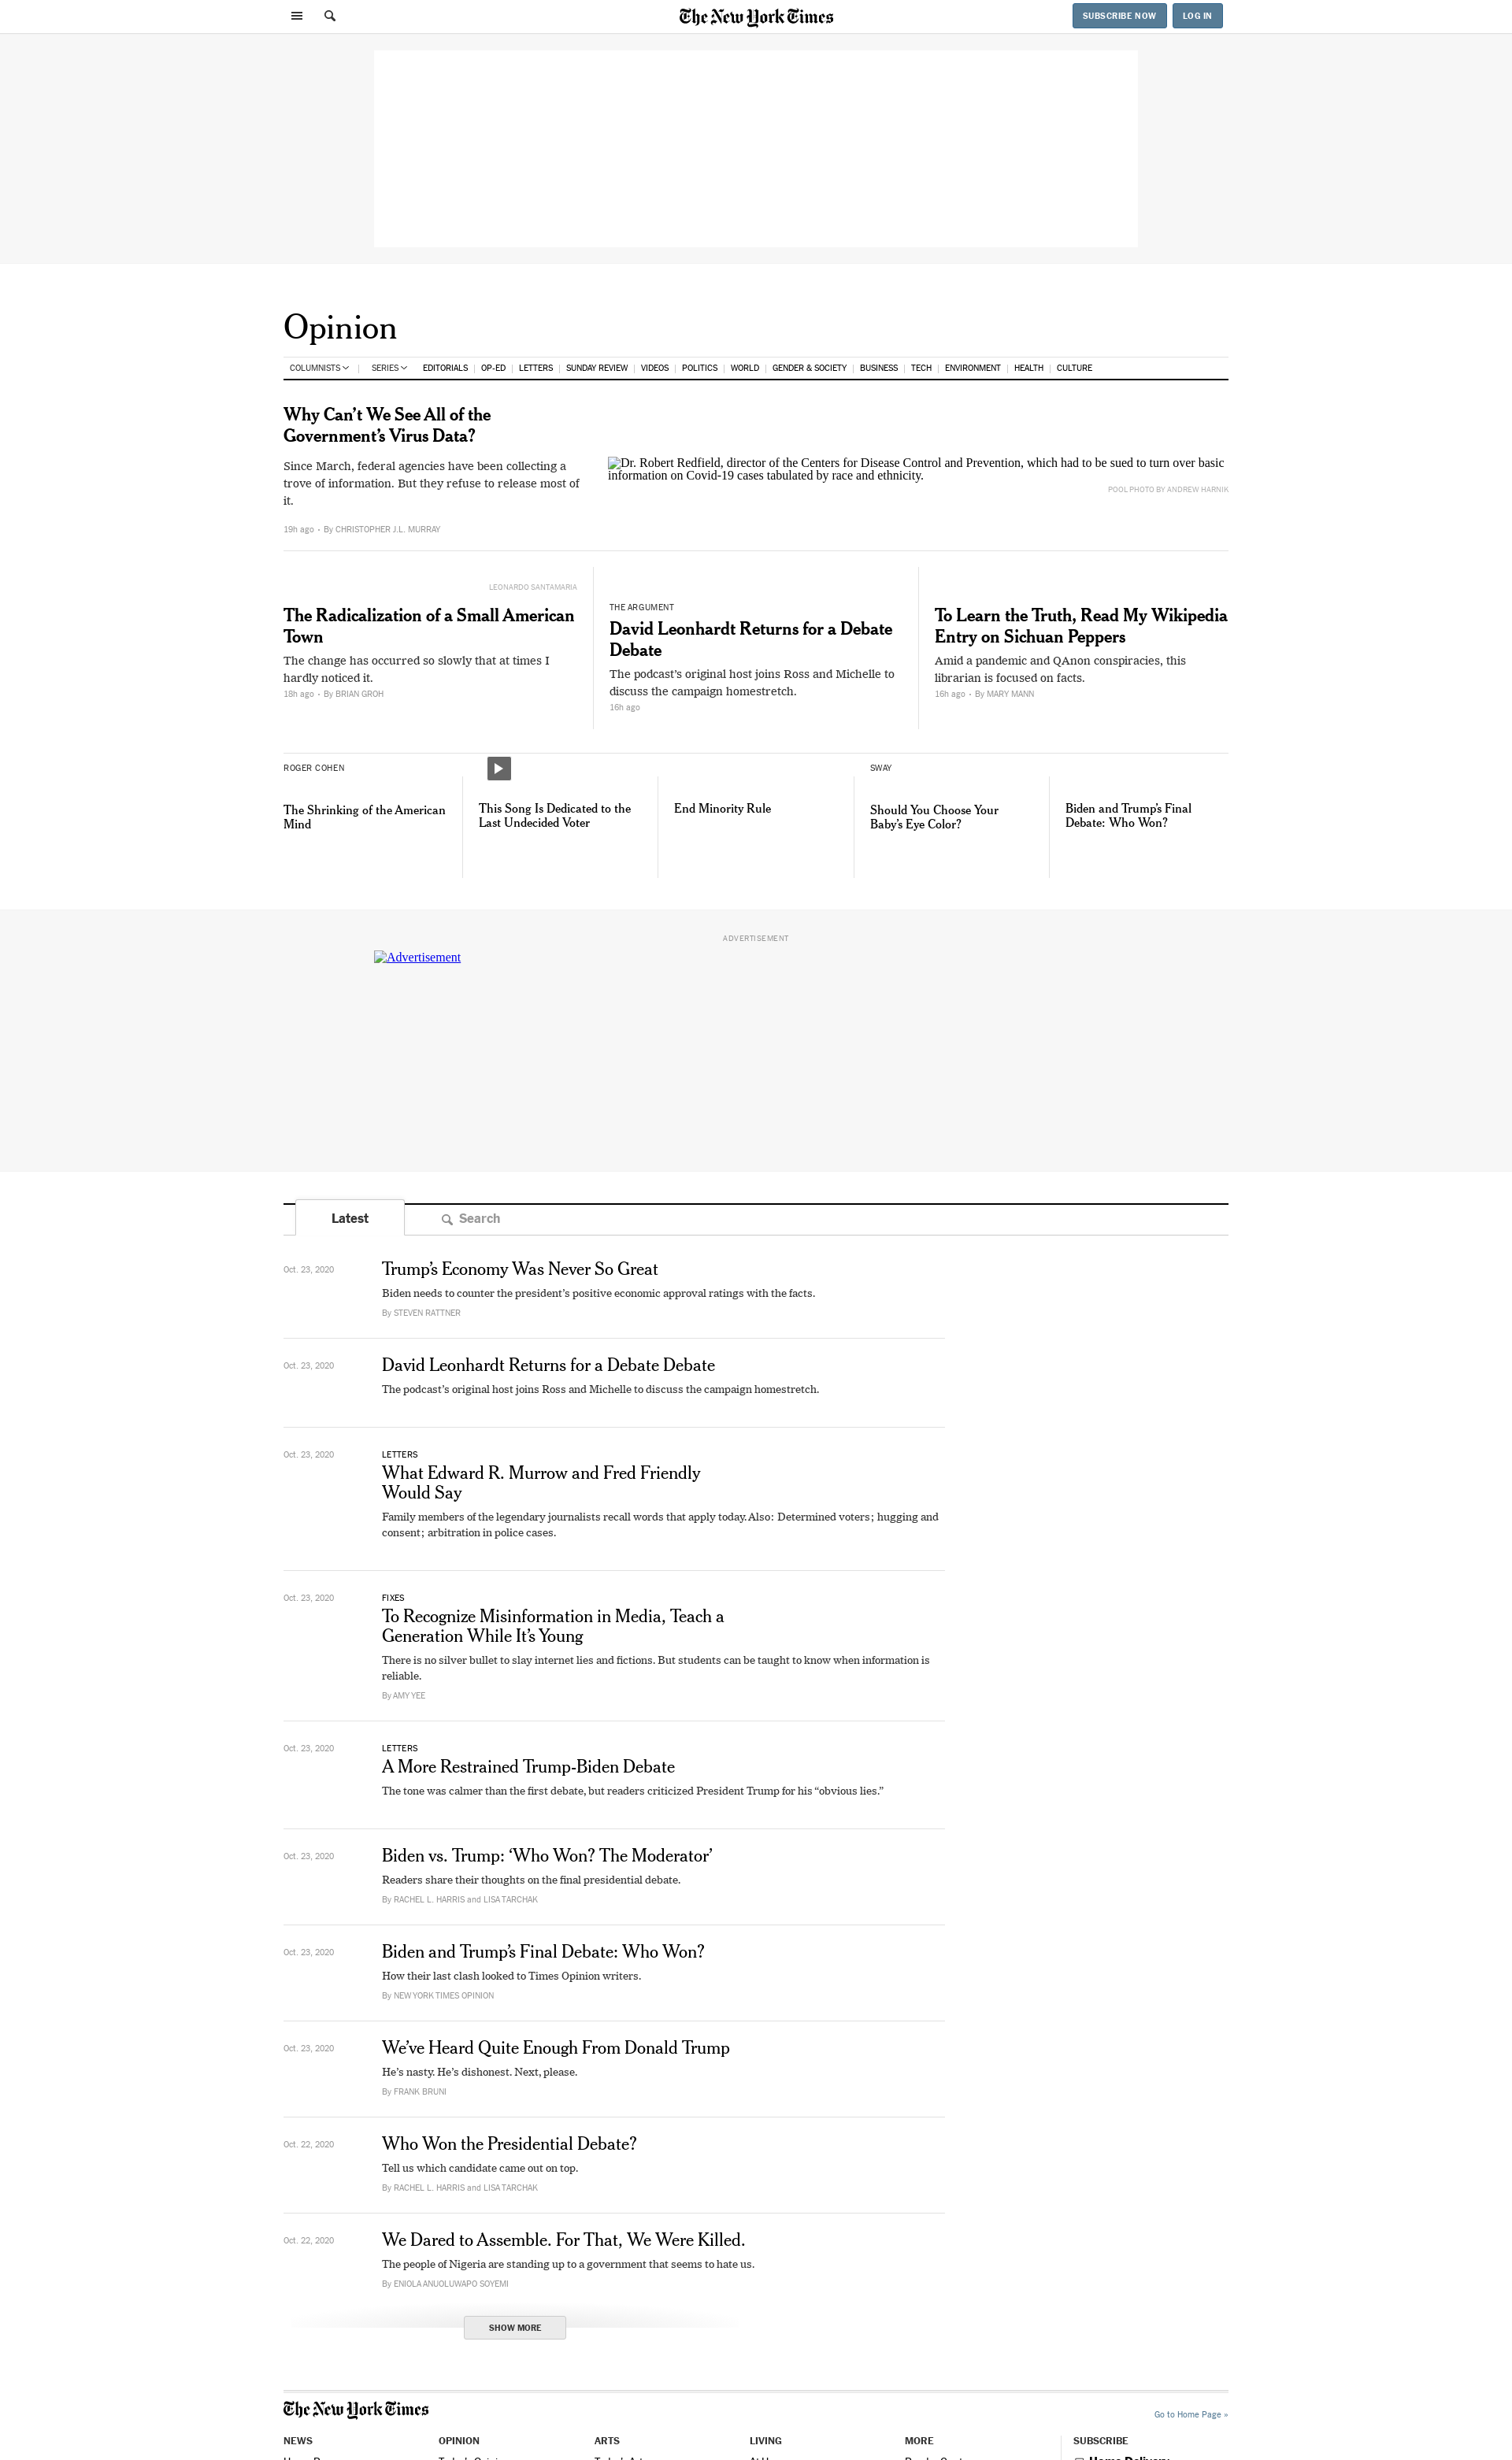 The New York Times
SUBSCRIBE NOW
LOG IN
Opinion
COLUMNISTS
SERIES
EDITORIALS
OP-ED
LETTERS
SUNDAY REVIEW
VIDEOS
POLITICS
WORLD
GENDER & SOCIETY
BUSINESS
TECH
ENVIRONMENT
HEALTH
CULTURE
Why Can’t We See All of the
Government’s Virus Data?
Since March, federal agencies have been collecting a
trove of information. But they refuse to release most of
it.
19h ago • By CHRISTOPHER J.L. MURRAY
Dr. Robert Redfield, director of the Centers for Disease Control and Prevention, which had to be sued to turn over basic
information on Covid-19 cases tabulated by race and ethnicity.
POOL PHOTO BY ANDREW HARNIK
LEONARDO SANTAMARIA
The Radicalization of a Small American
Town
The change has occurred so slowly that at times I
hardly noticed it.
18h ago • By BRIAN GROH
THE ARGUMENT
David Leonhardt Returns for a Debate
Debate
The podcast’s original host joins Ross and Michelle to
discuss the campaign homestretch.
16h ago
To Learn the Truth, Read My Wikipedia
Entry on Sichuan Peppers
Amid a pandemic and QAnon conspiracies, this
librarian is focused on facts.
16h ago • By MARY MANN
ROGER COHEN
The Shrinking of the American
Mind
This Song Is Dedicated to the
Last Undecided Voter
End Minority Rule
SWAY
Should You Choose Your
Baby’s Eye Color?
Biden and Trump’s Final
Debate: Who Won?
ADVERTISEMENT
Advertisement
Latest
Search
Oct. 23, 2020
Trump’s Economy Was Never So Great
Biden needs to counter the president’s positive economic approval ratings with the facts.
By STEVEN RATTNER
Oct. 23, 2020
David Leonhardt Returns for a Debate Debate
The podcast’s original host joins Ross and Michelle to discuss the campaign homestretch.
Oct. 23, 2020
LETTERS
What Edward R. Murrow and Fred Friendly
Would Say
Family members of the legendary journalists recall words that apply today. Also: Determined voters; hugging and
consent; arbitration in police cases.
Oct. 23, 2020
FIXES
To Recognize Misinformation in Media, Teach a
Generation While It’s Young
There is no silver bullet to slay internet lies and fictions. But students can be taught to know when information is
reliable.
By AMY YEE
Oct. 23, 2020
LETTERS
A More Restrained Trump-Biden Debate
The tone was calmer than the first debate, but readers criticized President Trump for his “obvious lies.”
Oct. 23, 2020
Biden vs. Trump: ‘Who Won? The Moderator’
Readers share their thoughts on the final presidential debate.
By RACHEL L. HARRIS and LISA TARCHAK
Oct. 23, 2020
Biden and Trump’s Final Debate: Who Won?
How their last clash looked to Times Opinion writers.
By NEW YORK TIMES OPINION
Oct. 23, 2020
We’ve Heard Quite Enough From Donald Trump
He’s nasty. He’s dishonest. Next, please.
By FRANK BRUNI
Oct. 22, 2020
Who Won the Presidential Debate?
Tell us which candidate came out on top.
By RACHEL L. HARRIS and LISA TARCHAK
Oct. 22, 2020
We Dared to Assemble. For That, We Were Killed.
The people of Nigeria are standing up to a government that seems to hate us.
By ENIOLA ANUOLUWAPO SOYEMI
SHOW MORE
The New York Times
Go to Home Page »
NEWS
OPINION
ARTS
LIVING
MORE
SUBSCRIBE